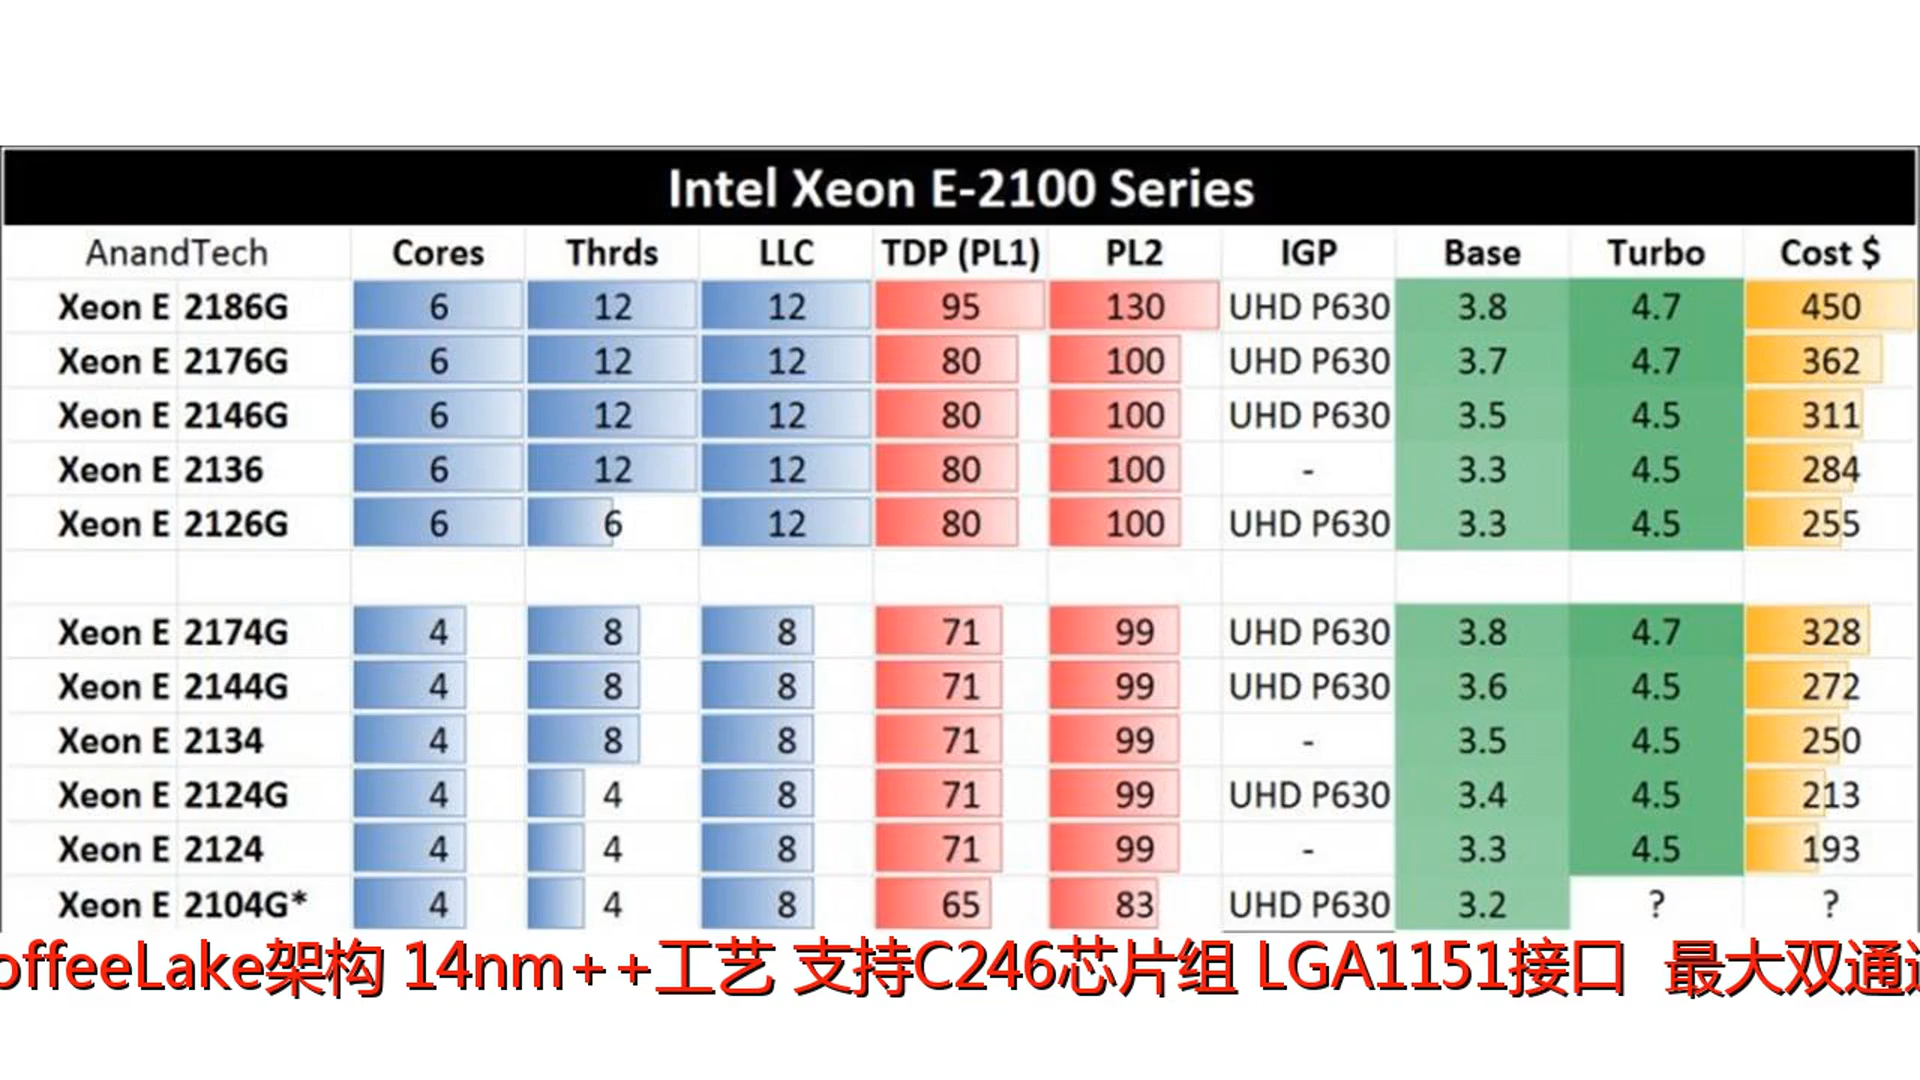 Intel Xeon E-2100 Series
AnandTech Cores Thrds LLC TDP (PL1) PL2 IGP Base Turbo Cost $
Xeon E 2186G 6 12 12 95 130 UHD P630 3.8 4.7 450
Xeon E 2176G 6 12 12 80 100 UHD P630 3.7 4.7 362
Xeon E 2146G 6 12 12 80 100 UHD P630 3.5 4.5 311
Xeon E 2136 6 12 12 80 100 - 3.3 4.5 284
Xeon E 2126G 6 6 12 80 100 UHD P630 3.3 4.5 255
Xeon E 2174G 4 8 8 71 99 UHD P630 3.8 4.7 328
Xeon E 2144G 4 8 8 71 99 UHD P630 3.6 4.5 272
Xeon E 2134 4 8 8 71 99 - 3.5 4.5 250
Xeon E 2124G 4 4 8 71 99 UHD P630 3.4 4.5 213
Xeon E 2124 4 4 8 71 99 - 3.3 4.5 193
Xeon E 2104G* 4 4 8 65 83 UHD P630 3.2 ? ?
offeeLake架构 14nm++工艺 支持C246芯片组 LGA1151接口 最大双通